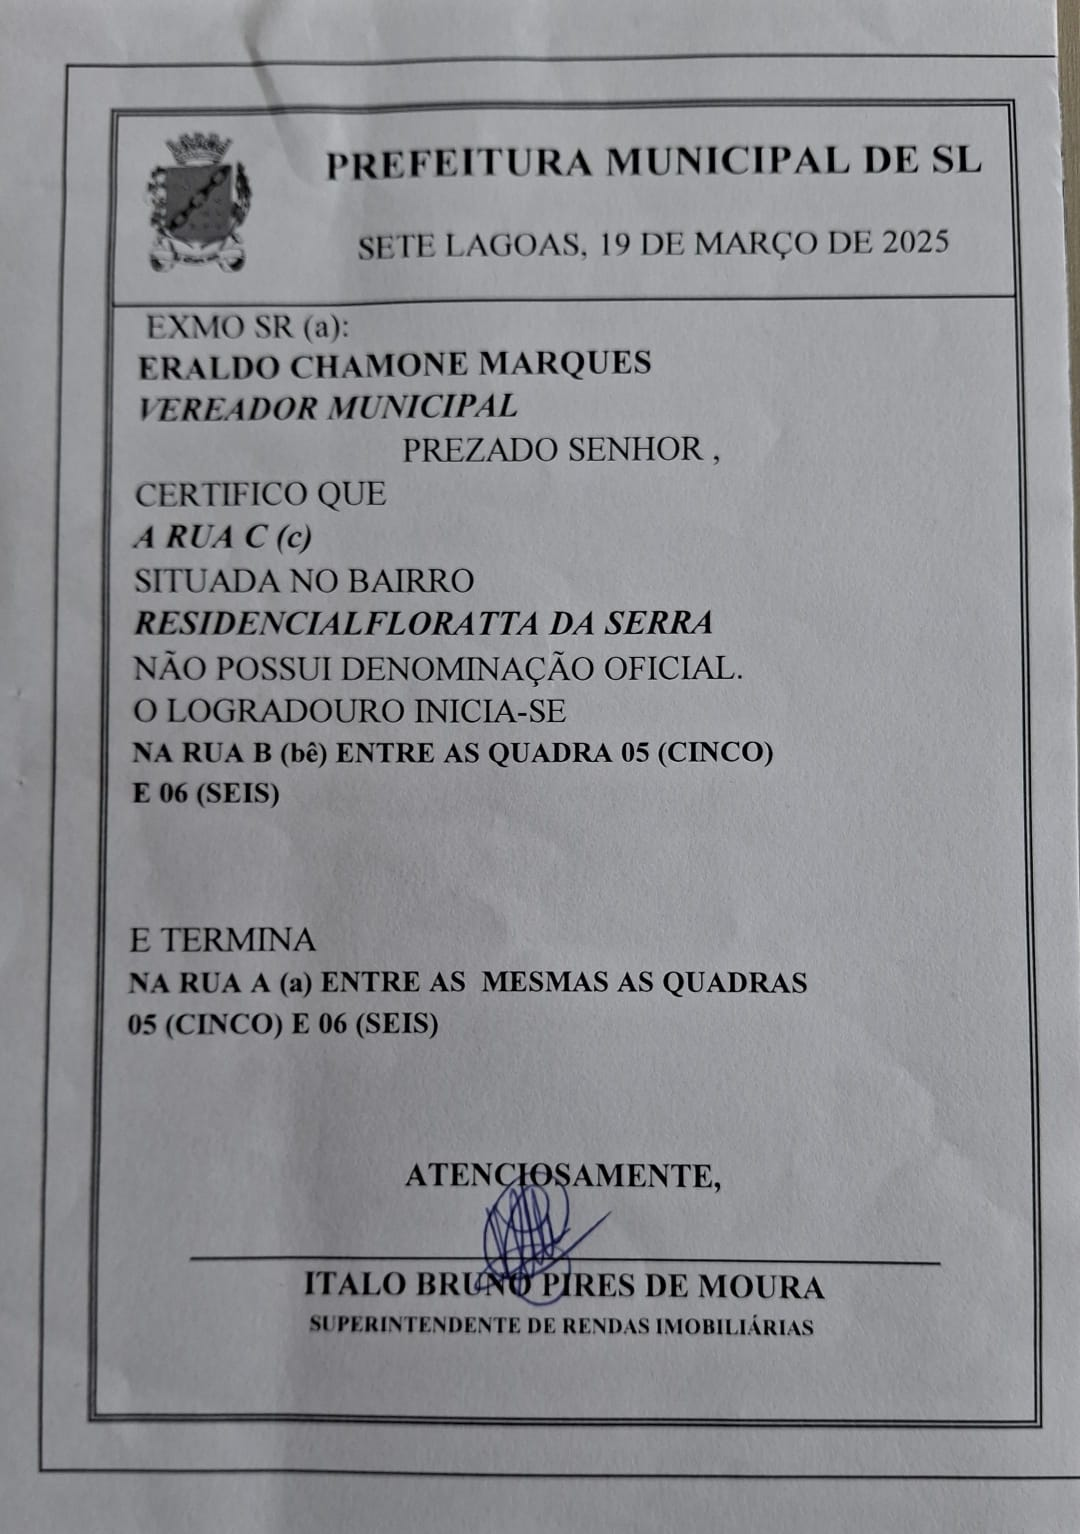 PREFEITURA MUNICIPAL DE SL
SETE LAGOAS, 19 DE MARÇO DE 2025
EXMO SR (a):
ERALDO CHAMONE MARQUES
VEREADOR MUNICIPAL
PREZADO SENHOR ,
CERTIFICO QUE
A RUA C (c)
SITUADA NO BAIRRO
RESIDENCIALFLORATTA DA SERRA
NÃO POSSUI DENOMINAÇÃO OFICIAL.
O LOGRADOURO INICIA-SE
NA RUA B (bê) ENTRE AS QUADRA 05 (CINCO)
E 06 (SEIS)
E TERMINA
NA RUA A (a) ENTRE AS MESMAS AS QUADRAS
05 (CINCO) E 06 (SEIS)
ATENCIOSAMENTE,
ITALO BRUNO PIRES DE MOURA
SUPERINTENDENTE DE RENDAS IMOBILIÁRIAS